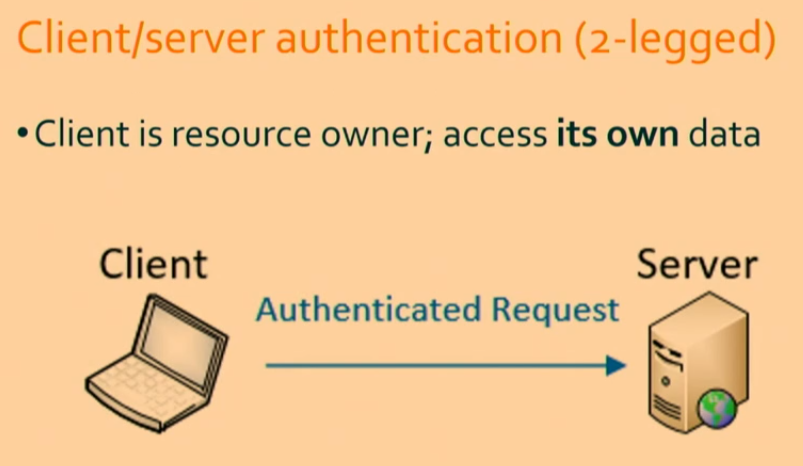 Client/server authentication (2-legged)
• Client is resource owner; access its own data
Client
Server
Authenticated Request